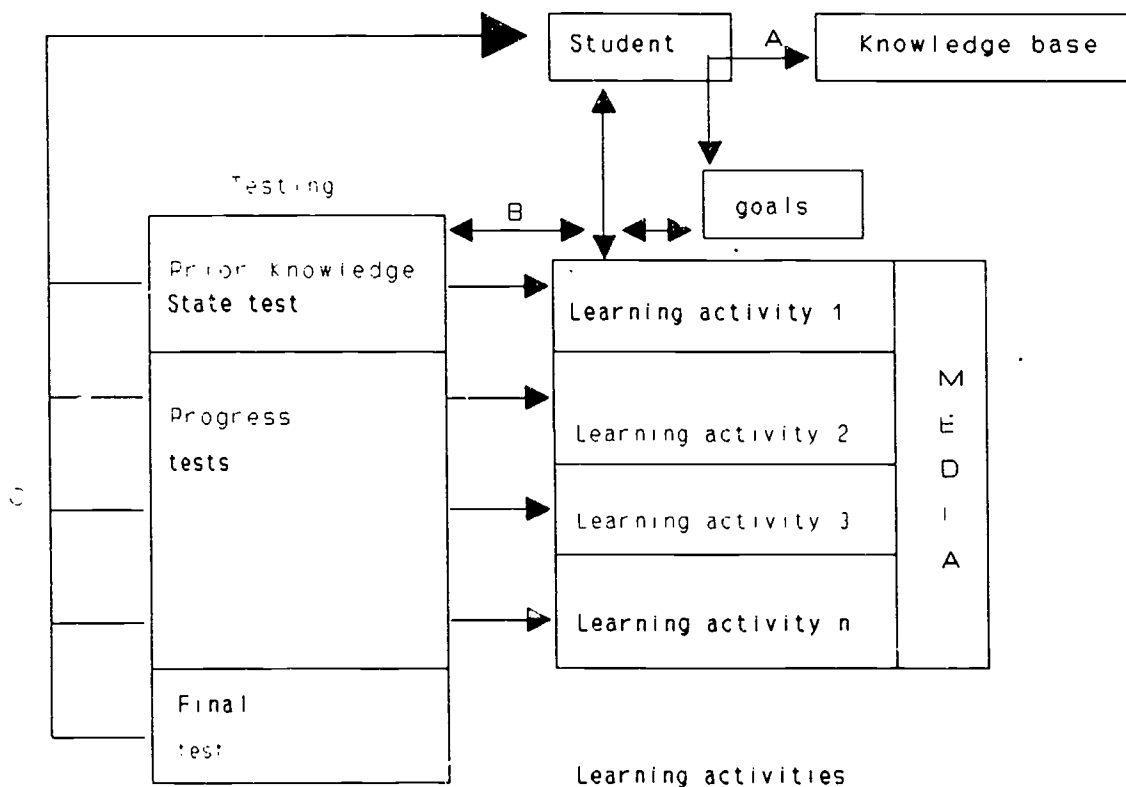 Student
A
Knowledge base
Testing
B
goals
Prior Knowledge
State test
Learning activity 1
Progress
tests
Learning activity 2
Learning activity 3
Learning activity n
MEDIA
Final
test
Learning activities